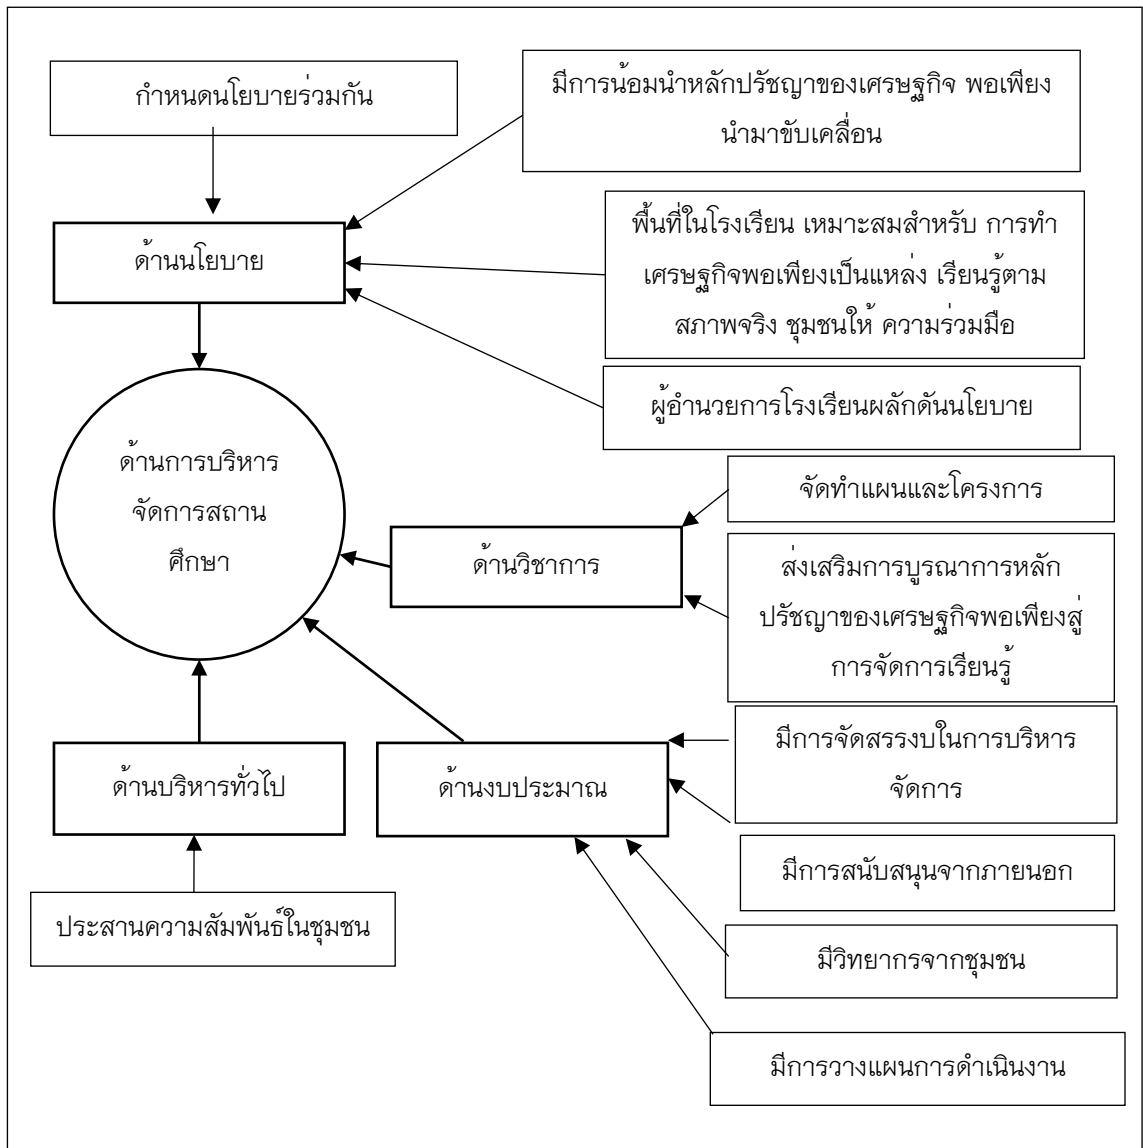 กำหนดนโยบายร่วมกัน
มีการน้อมนำหลักปรัชญาของเศรษฐกิจ พอเพียง
นำมาขับเคลื่อน
ด้านนโยบาย
พื้นที่ในโรงเรียน เหมาะสมสำหรับ การทำ
เศรษฐกิจพอเพียงเป็นแหล่ง เรียนรู้ตาม
สภาพจริง ชุมชนให้ ความร่วมมือ
ผู้อำนวยการโรงเรียนผลักดันนโยบาย
ด้านการบริหาร
จัดการสถาน
ศึกษา
จัดทำแผนและโครงการ
ด้านวิชาการ
ส่งเสริมการบูรณาการหลัก
ปรัชญาของเศรษฐกิจพอเพียงสู่
การจัดการเรียนรู้
มีการจัดสรรงบในการบริหาร
จัดการ
ด้านบริหารทั่วไป
ด้านงบประมาณ
มีการสนับสนุนจากภายนอก
ประสานความสัมพันธ์ในชุมชน
มีวิทยากรจากชุมชน
มีการวางแผนการดำเนินงาน